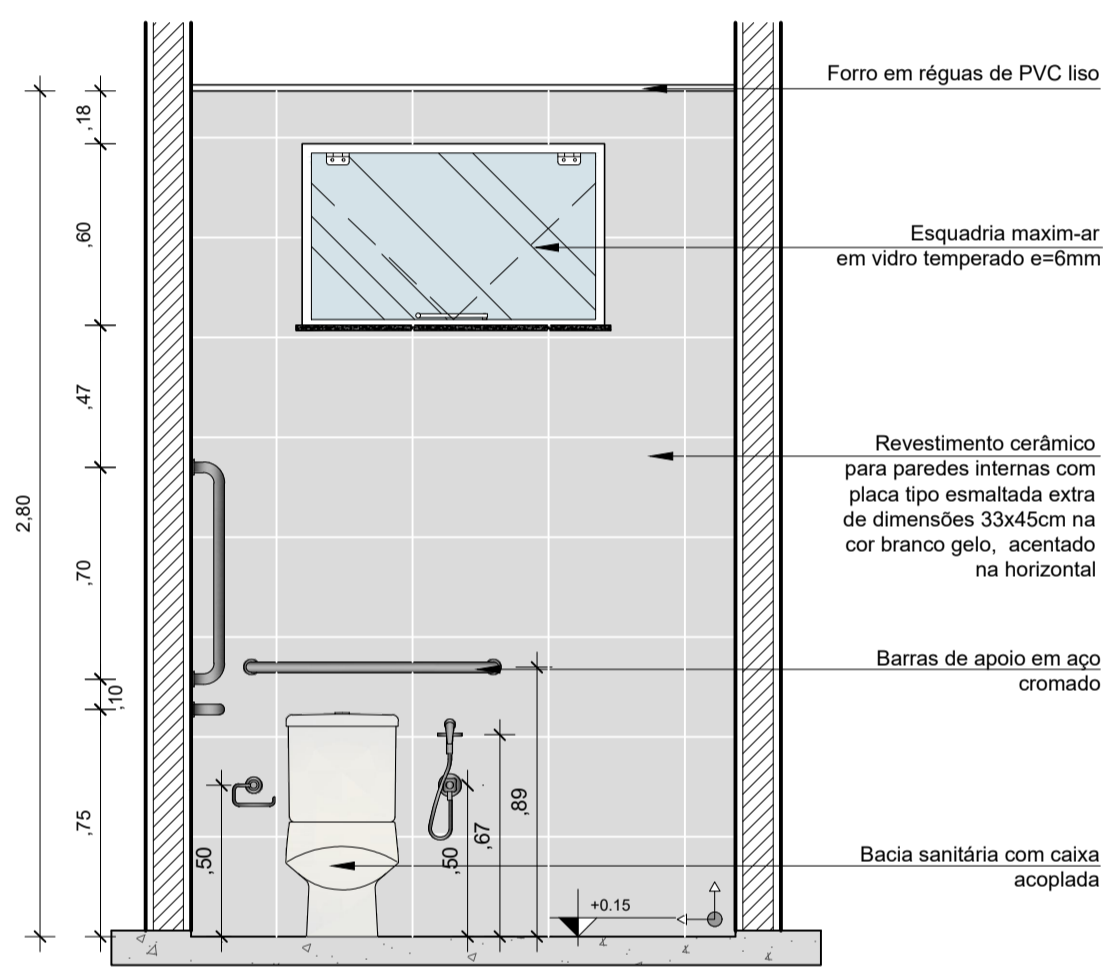 Forro em réguas de PVC liso
,18
,60
Esquadria maxim-ar
em vidro temperado e=6mm
,47
Revestimento cerâmico
para paredes internas com
placa tipo esmaltada extra
de dimensões 33x45cm na
cor branco gelo, acentado
na horizontal
2,80
,70
Barras de apoio em aço
cromado
,10
,75
,50
,50
,67
,89
Bacia sanitária com caixa
acoplada
+0.15